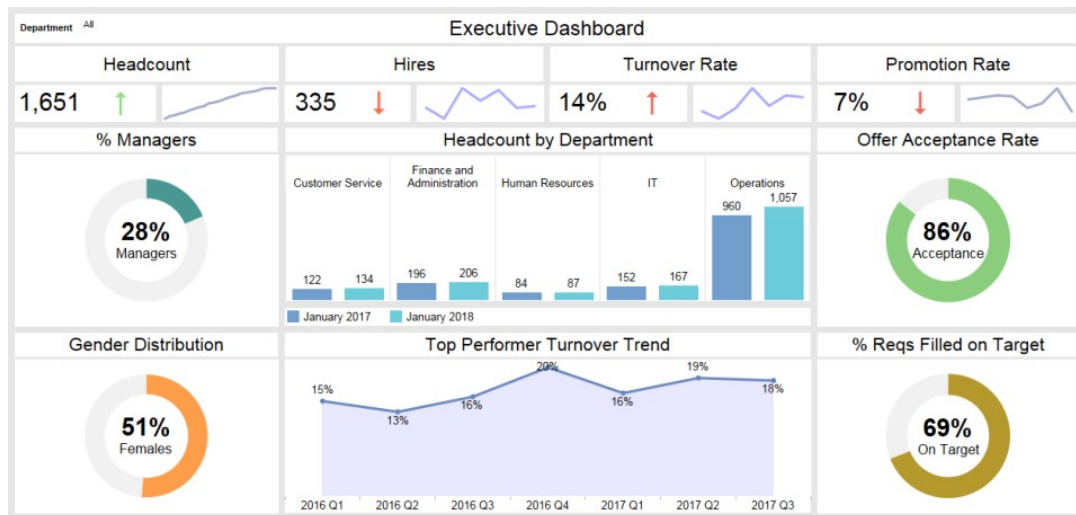 Department All
Executive Dashboard
Headcount
Hires
Turnover Rate
Promotion Rate
1,651
335
14%
7%
% Managers
28%
Managers
Headcount by Department
Customer Service
Finance and
Administration
Human Resources
IT
Operations
122
134
196
206
84
87
152
167
960
1,057
January 2017
January 2018
Offer Acceptance Rate
86%
Acceptance
Gender Distribution
51%
Females
Top Performer Turnover Trend
15%
13%
16%
20%
16%
19%
18%
2016 Q1
2016 Q2
2016 Q3
2016 Q4
2017 Q1
2017 Q2
2017 Q3
% Reqs Filled on Target
69%
On Target